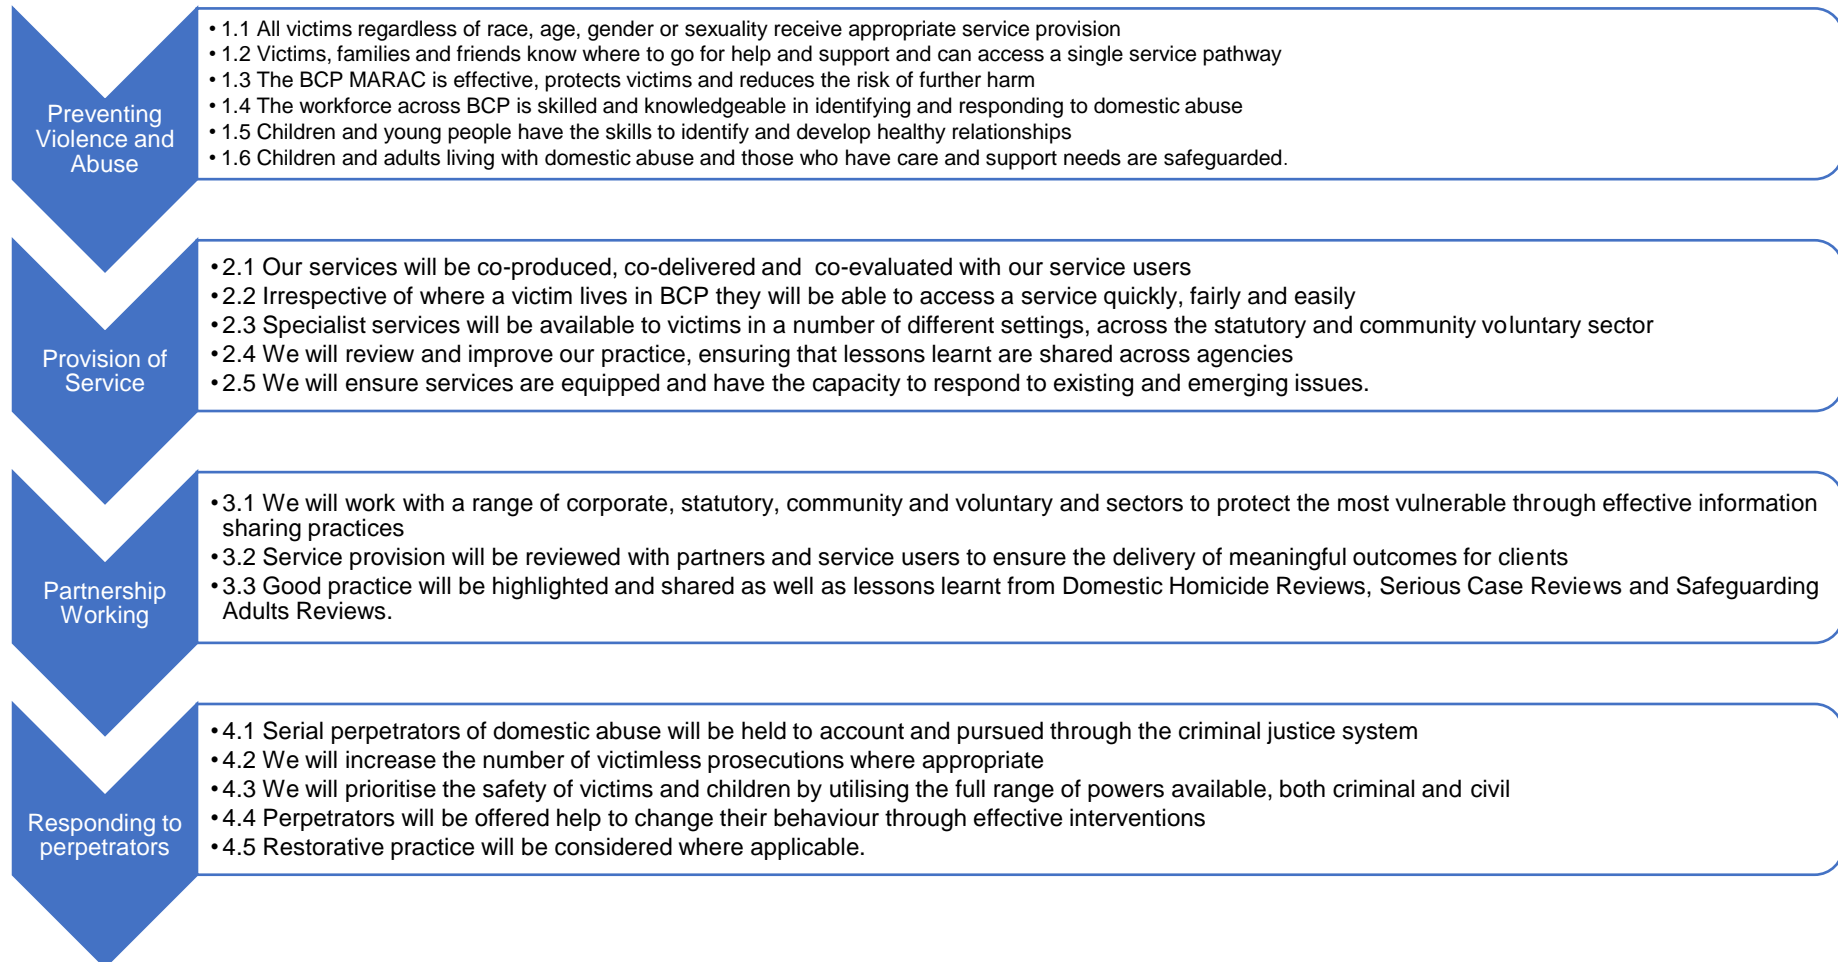 Preventing
Violence and
Abuse
• 1.1 All victims regardless of race, age, gender or sexuality receive appropriate service provision
• 1.2 Victims, families and friends know where to go for help and support and can access a single service pathway
• 1.3 The BCP MARAC is effective, protects victims and reduces the risk of further harm
• 1.4 The workforce across BCP is skilled and knowledgeable in identifying and responding to domestic abuse
• 1.5 Children and young people have the skills to identify and develop healthy relationships
• 1.6 Children and adults living with domestic abuse and those who have care and support needs are safeguarded.
Provision of
Service
• 2.1 Our services will be co-produced, co-delivered and co-evaluated with our service users
• 2.2 Irrespective of where a victim lives in BCP they will be able to access a service quickly, fairly and easily
• 2.3 Specialist services will be available to victims in a number of different settings, across the statutory and community voluntary sector
• 2.4 We will review and improve our practice, ensuring that lessons learnt are shared across agencies
• 2.5 We will ensure services are equipped and have the capacity to respond to existing and emerging issues.
Partnership
Working
• 3.1 We will work with a range of corporate, statutory, community and voluntary and sectors to protect the most vulnerable through effective information
sharing practices
• 3.2 Service provision will be reviewed with partners and service users to ensure the delivery of meaningful outcomes for clients
• 3.3 Good practice will be highlighted and shared as well as lessons learnt from Domestic Homicide Reviews, Serious Case Reviews and Safeguarding
Adults Reviews.
Responding to
perpetrators
• 4.1 Serial perpetrators of domestic abuse will be held to account and pursued through the criminal justice system
• 4.2 We will increase the number of victimless prosecutions where appropriate
• 4.3 We will prioritise the safety of victims and children by utilising the full range of powers available, both criminal and civil
• 4.4 Perpetrators will be offered help to change their behaviour through effective interventions
• 4.5 Restorative practice will be considered where applicable.